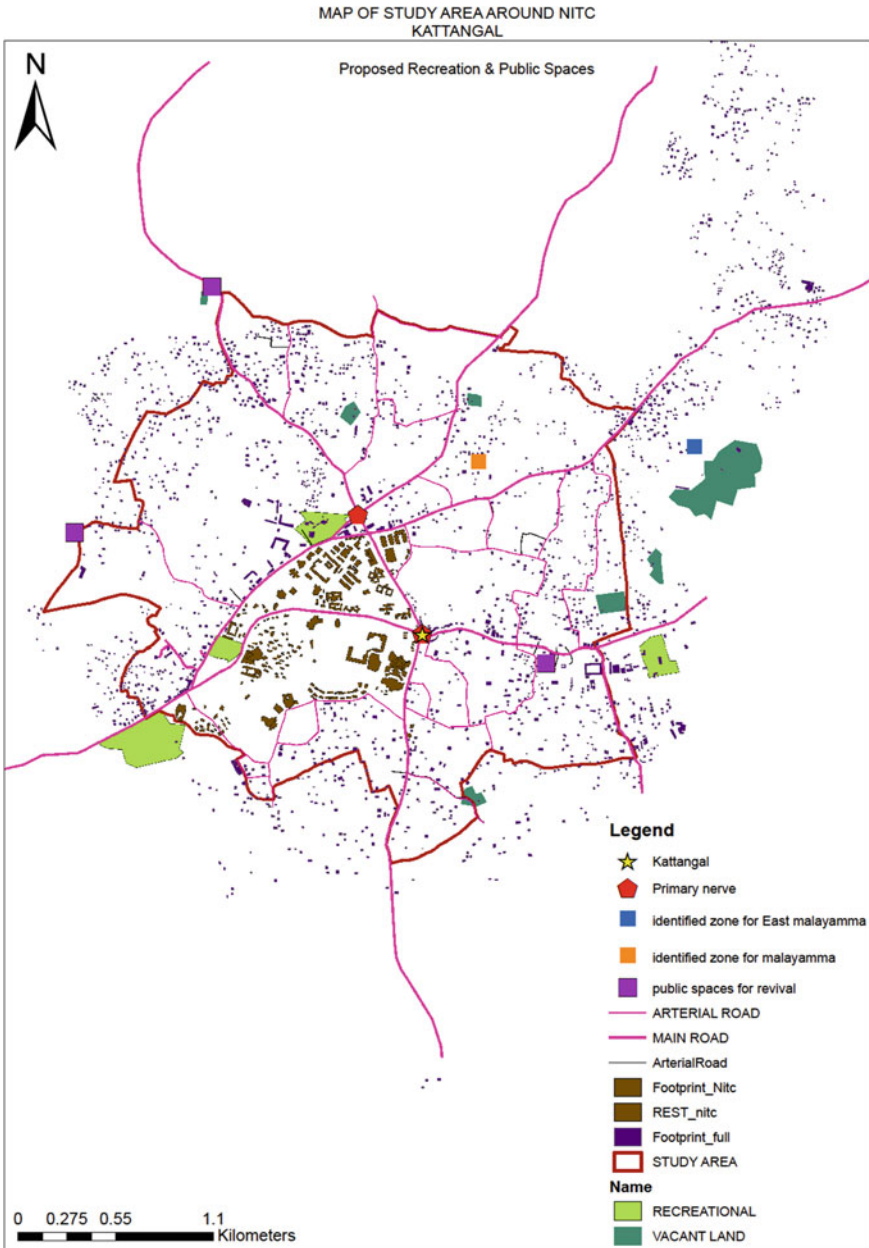 MAP OF STUDY AREA AROUND NITC
KATTANGAL
N
Proposed Recreation & Public Spaces
Legend
Kattangal
Primary nerve
identified zone for East malayamma
identified zone for malayamma
public spaces for revival
ARTERIAL ROAD
MAIN ROAD
ArterialRoad
Footprint_Nitc
REST_nitc
Footprint_full
STUDY AREA
Name
RECREATIONAL
VACANT LAND
0 0.275 0.55 1.1
Kilometers